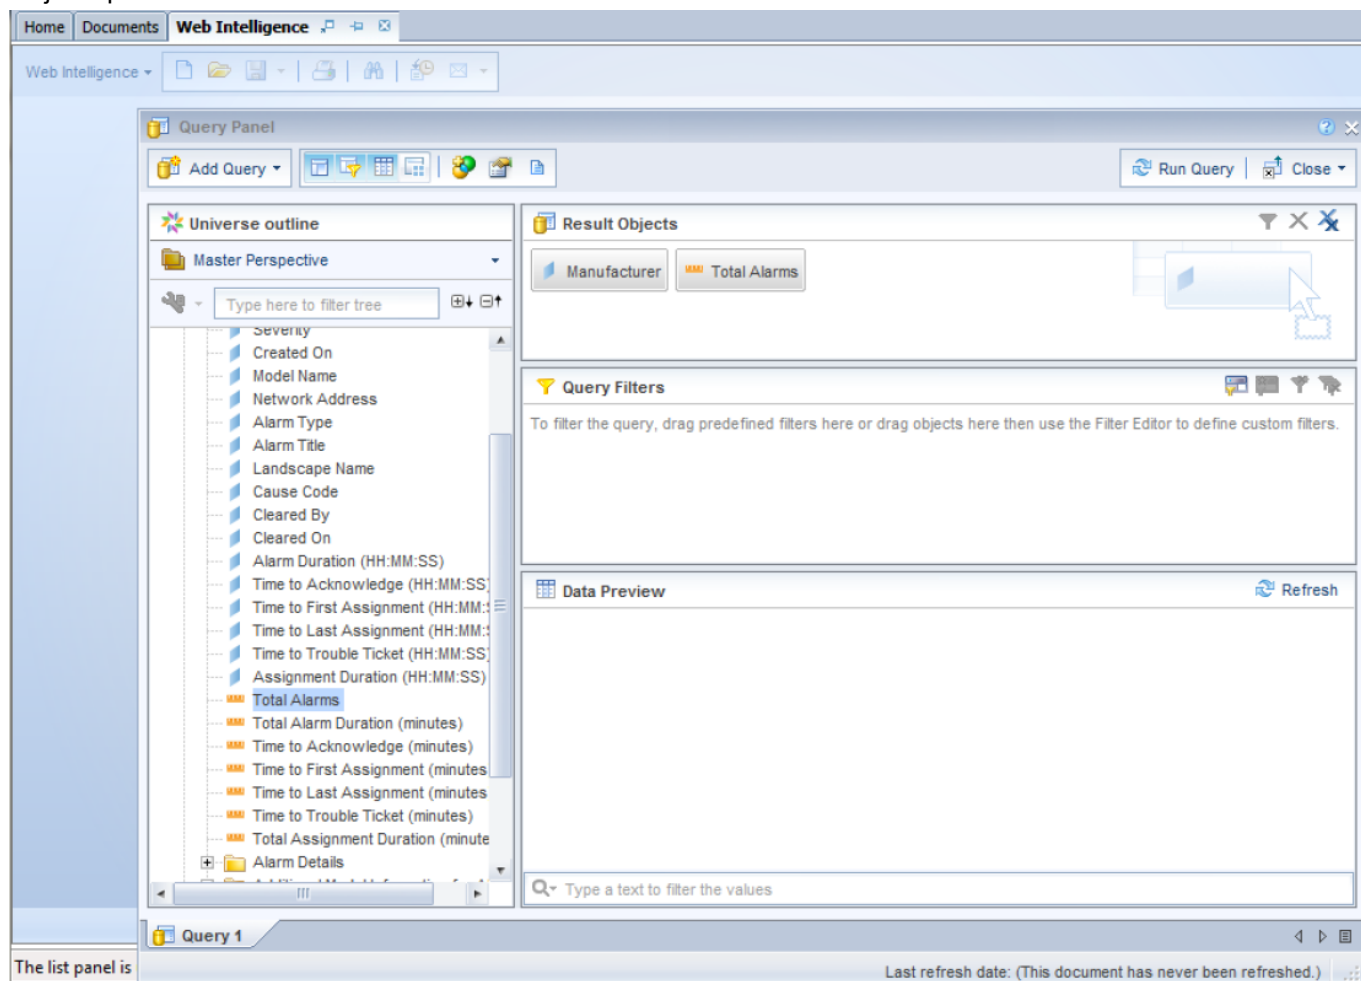 Home Documents Web Intelligence
Web Intelligence
Query Panel
Add Query
Run Query Close
Universe outline
Master Perspective
Type here to filter tree
Severity
Created On
Model Name
Network Address
Alarm Type
Alarm Title
Landscape Name
Cause Code
Cleared By
Cleared On
Alarm Duration (HH:MM:SS)
Time to Acknowledge (HH:MM:SS)
Time to First Assignment (HH:MM:S
Time to Last Assignment (HH:MM:S
Time to Trouble Ticket (HH:MM:SS)
Assignment Duration (HH:MM:SS)
Total Alarms
Total Alarm Duration (minutes)
Time to Acknowledge (minutes)
Time to First Assignment (minutes
Time to Last Assignment (minutes
Time to Trouble Ticket (minutes)
Total Assignment Duration (minute
Alarm Details
Result Objects
Manufacturer Total Alarms
Query Filters
To filter the query, drag predefined filters here or drag objects here then use the Filter Editor to define custom filters.
Data Preview
Refresh
Type a text to filter the values
Query 1
The list panel is
Last refresh date: (This document has never been refreshed.)